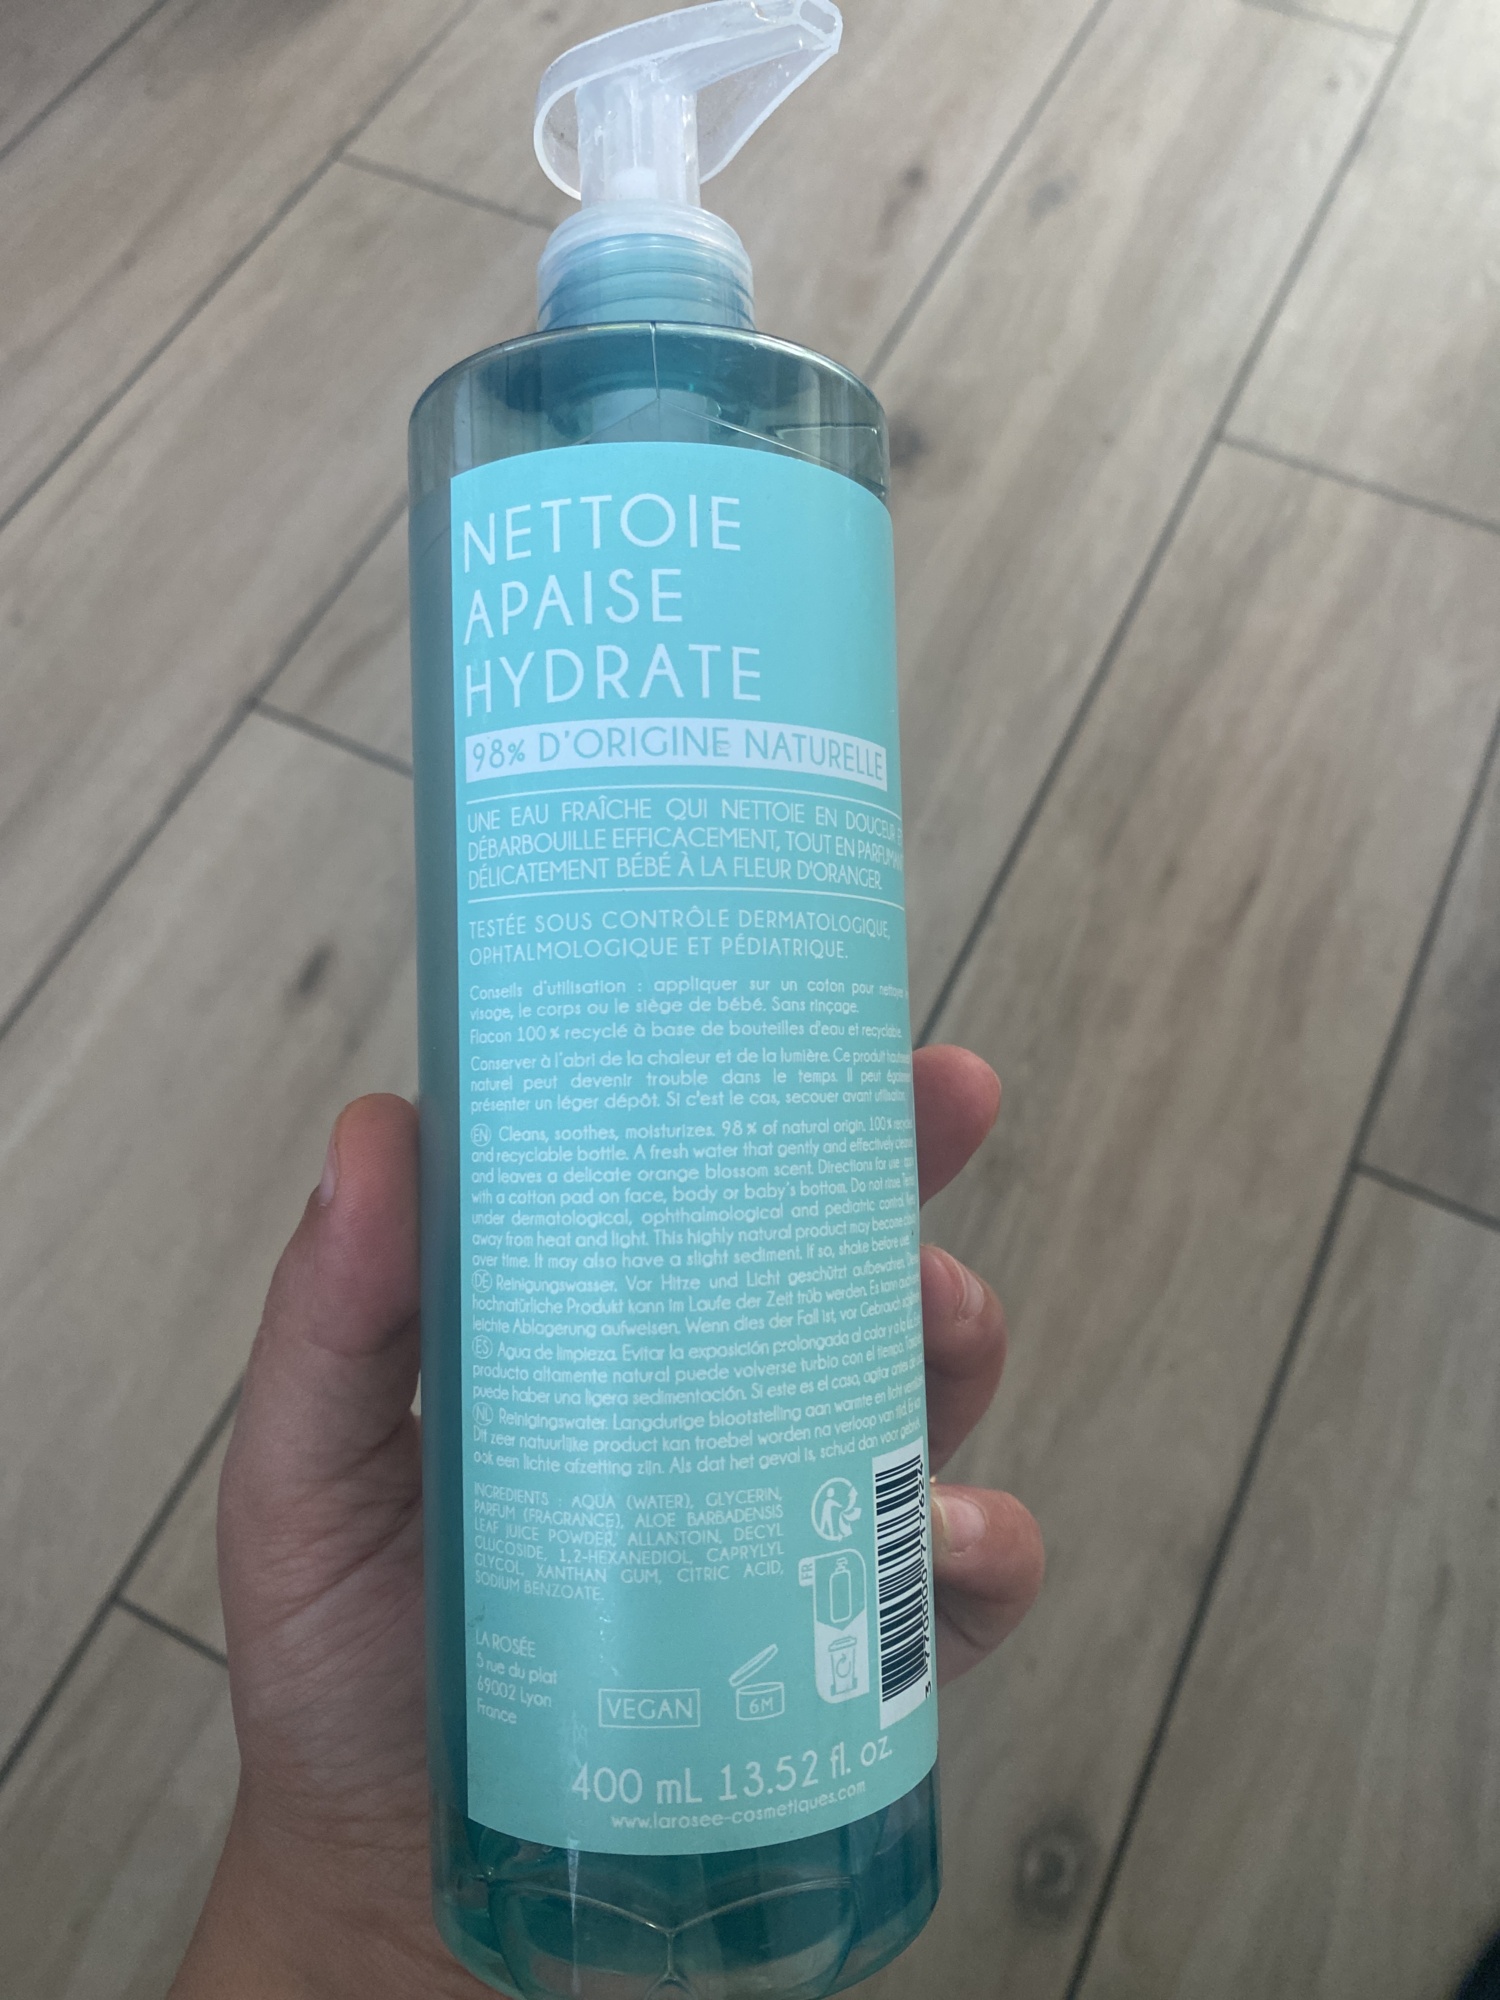 NETTOIE
APAISE
HYDRATE
98% D'ORIGINE NATURELLE
UNE EAU FRAÎCHE QUI NETTOIE EN DOUCEUR
DÉBARBOUILLE EFFICACEMENT, TOUT EN
DÉLICATEMENT BÉBÉ À LA FLEUR D'ORANGER.
TESTÉE SOUS CONTRÔLE DERMATOLOGIQUE,
OPHTALMOLOGIQUE ET PÉDIATRIQUE.
Conseils d'utilisation : appliquer sur un coton pour nettoyer
visage, le corps ou le siège de bébé. Sans rinçage.
Flacon 100% recyclé à base de bouteilles d'eau et recyclable.
Conserver à l'abri de la chaleur et de la lumière. Ce produit
naturel peut devenir trouble dans le temps. Il peut
présenter un léger dépôt. Si c'est le cas, secouer avant utilisation.
EN Cleans, soothes, moisturizes. 98% of natural origin. 100%
and recyclable bottle. A fresh water that gently and effectively
and leaves a delicate orange blossom scent. Directions for use:
with a cotton pad on face, body or baby's bottom. Do not rinse.
under dermatological, ophthalmological and pediatric control.
away from heat and light. This highly natural product may become
over time. It may also have a slight sediment. If so, shake before use.
DE Reinigungswasser. Vor Hitze und Licht geschützt aufbewahren.
hochnatürliche Produkt kann im Laufe der Zeit trüb werden. Es kann
leichte Ablagerung aufweisen. Wenn dies der Fall ist, vor Gebrauch
ES Agua de limpieza. Evitar la exposición prolongada al calor y a la
producto altamente natural puede volverse turbio con el tiempo.
puede haber una ligera sedimentación. Si este es el caso, agitar antes
NL Reinigingswater. Langdurige blootstelling aan warmte en licht
Dit zeer natuurlijke product kan troebel worden na verloop van tijd. Er
ook een lichte afzetting zijn. Als dat het geval is, schud dan voor gebruik.
INGREDIENTS : AQUA (WATER), GLYCERIN,
PARFUM (FRAGRANCE), ALOE BARBADENSIS
LEAF JUICE POWDER, ALLANTOIN, DECYL
GLUCOSIDE, 1,2-HEXANEDIOL, CAPRYLYL
GLYCOL, XANTHAN GUM, CITRIC ACID,
SODIUM BENZOATE.
FR
LA ROSÉE
5 rue du plat
69002 Lyon
France
VEGAN
6M
400 mL 13.52 fl. oz.
www.larosee-cosmetiques.com